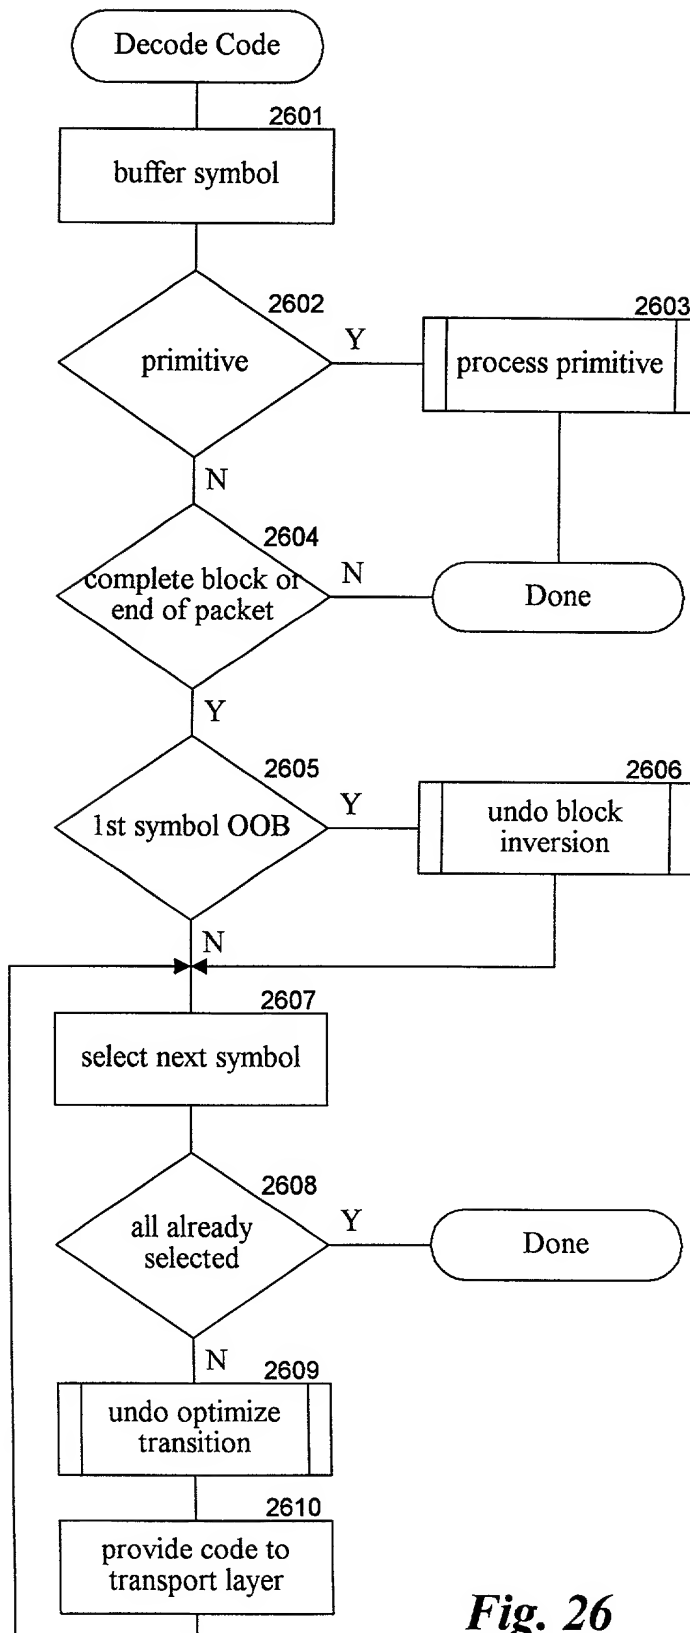 Decode Code
2601
buffer symbol
2602
primitive
Y
2603
process primitive
N
2604
complete block or
end of packet
N
Done
Y
2605
1st symbol OOB
Y
2606
undo block
inversion
N
2607
select next symbol
2608
all already
selected
Y
Done
N
2609
undo optimize
transition
2610
provide code to
transport layer
Fig. 26